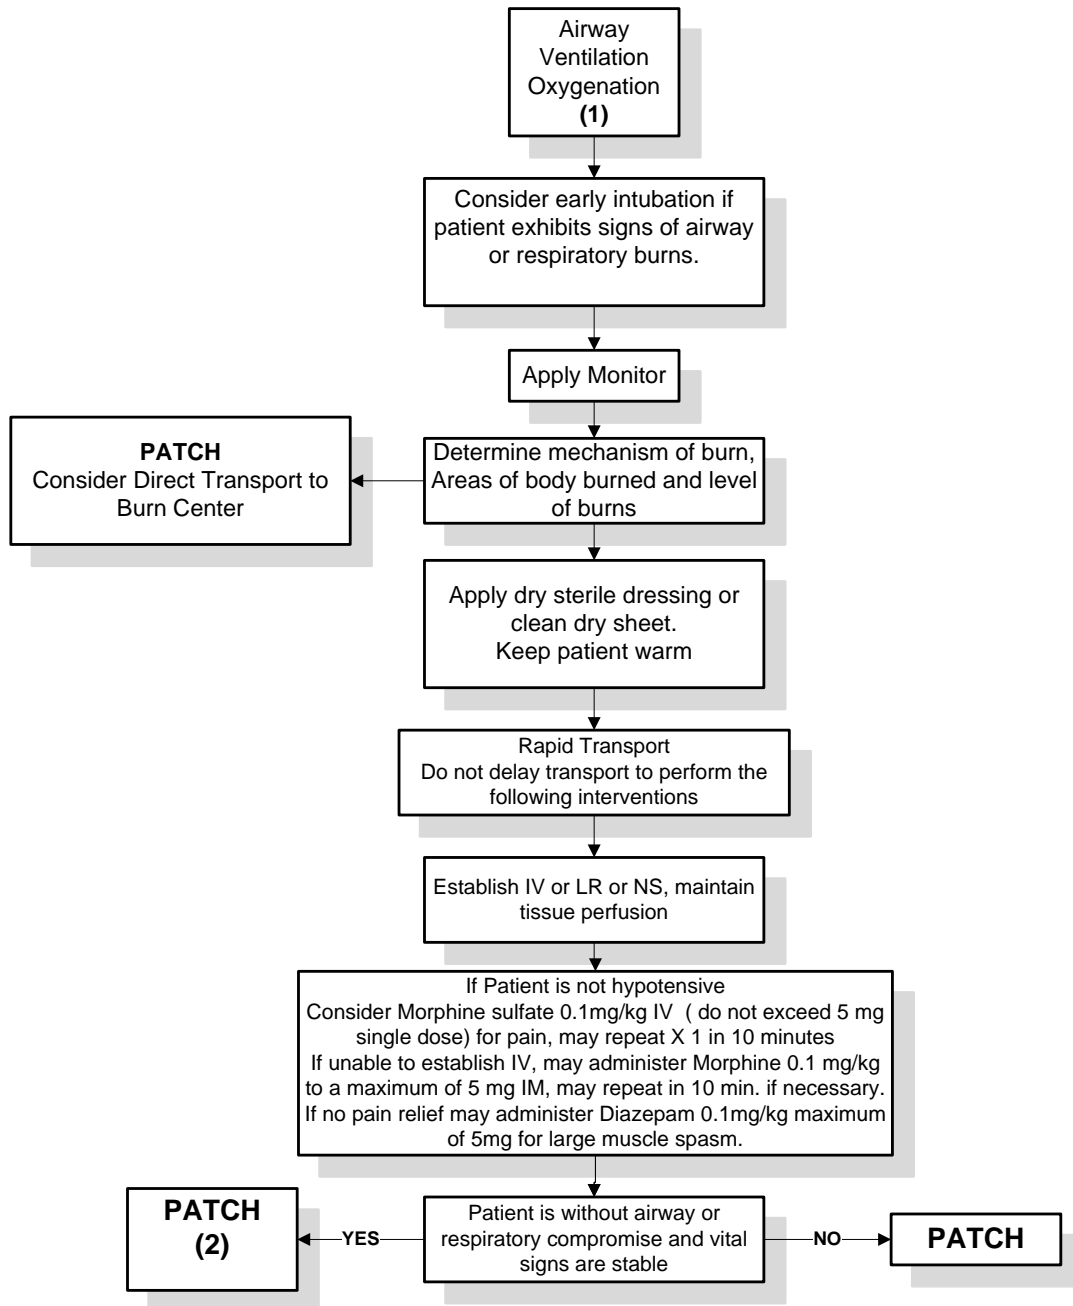 Airway
Ventilation
Oxygenation
(1)
Consider early intubation if
patient exhibits signs of airway
or respiratory burns.
Apply Monitor
PATCH
Consider Direct Transport to
Burn Center
Determine mechanism of burn,
Areas of body burned and level
of burns
Apply dry sterile dressing or
clean dry sheet.
Keep patient warm
Rapid Transport
Do not delay transport to perform the
following interventions
Establish IV or LR or NS, maintain
tissue perfusion
If Patient is not hypotensive
Consider Morphine sulfate 0.1mg/kg IV ( do not exceed 5 mg
single dose) for pain, may repeat X 1 in 10 minutes
If unable to establish IV, may administer Morphine 0.1 mg/kg
to a maximum of 5 mg IM, may repeat in 10 min. if necessary.
If no pain relief may administer Diazepam 0.1mg/kg maximum
of 5mg for large muscle spasm.
PATCH
(2)
YES
Patient is without airway or
respiratory compromise and vital
signs are stable
NO
PATCH